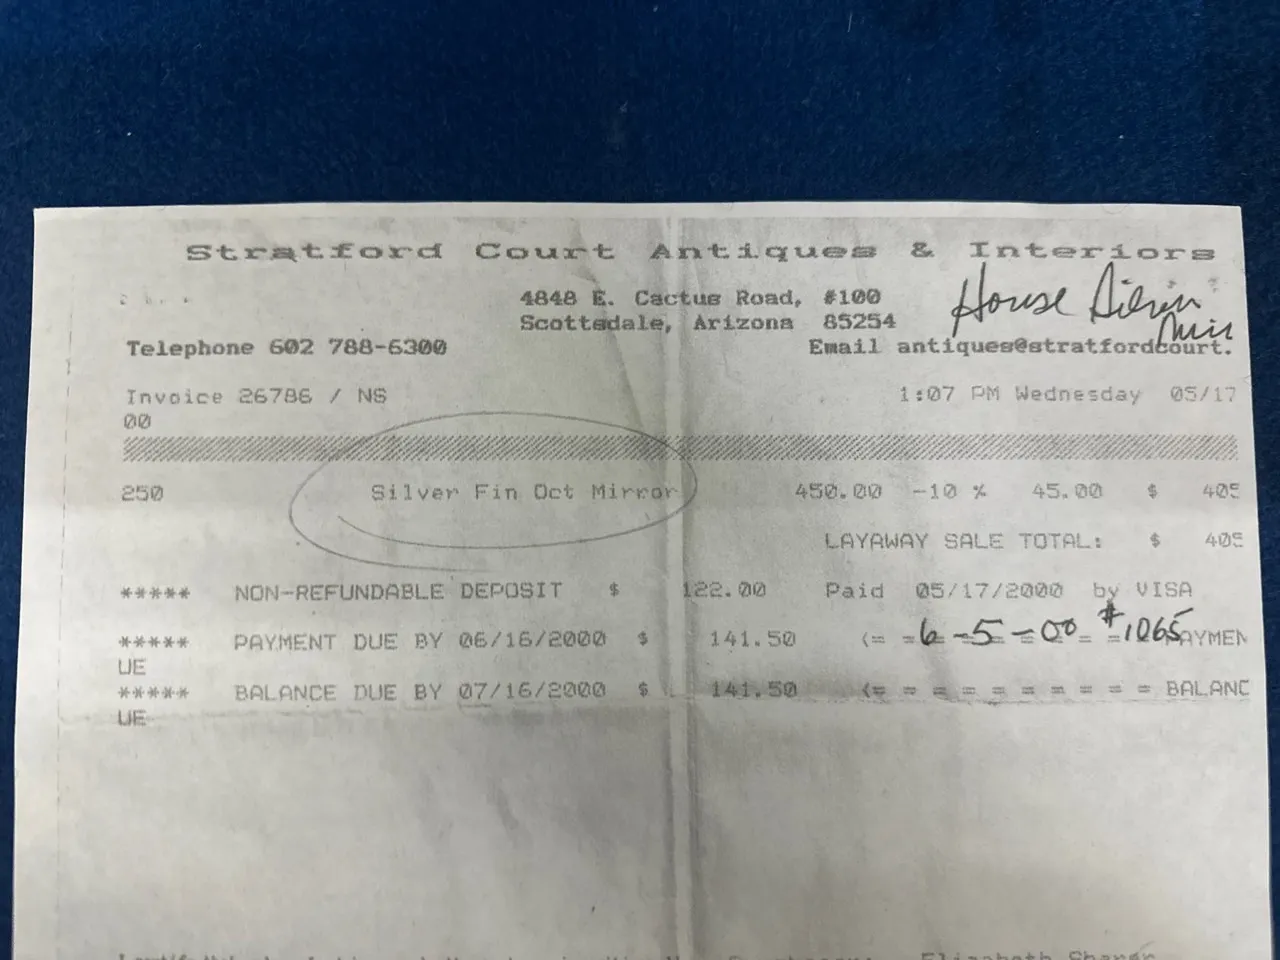 Stratford Court Antiques & Interiors
4848 E. Cactus Road, #100
Scottsdale, Arizona 85254
House
Telephone 602 788-6300
Email antiques@stratfordcourt.
Invoice 26786 / NS 1:07 PM Wednesday 05/17
00
250 Silver Fin Oct Mirror 450.00 -10 % 45.00 $ 405
LAYAWAY SALE TOTAL: $ 405
***** NON-REFUNDABLE DEPOSIT $ 122.00 Paid 05/17/2000 by VISA
***** PAYMENT DUE BY 06/16/2000 $ 141.50 (= = 6-5-00 = #1065 PAYMEN
UE
***** BALANCE DUE BY 07/16/2000 $ 141.50 (= = = = = = = = = = BALANC
UE
Elizabeth